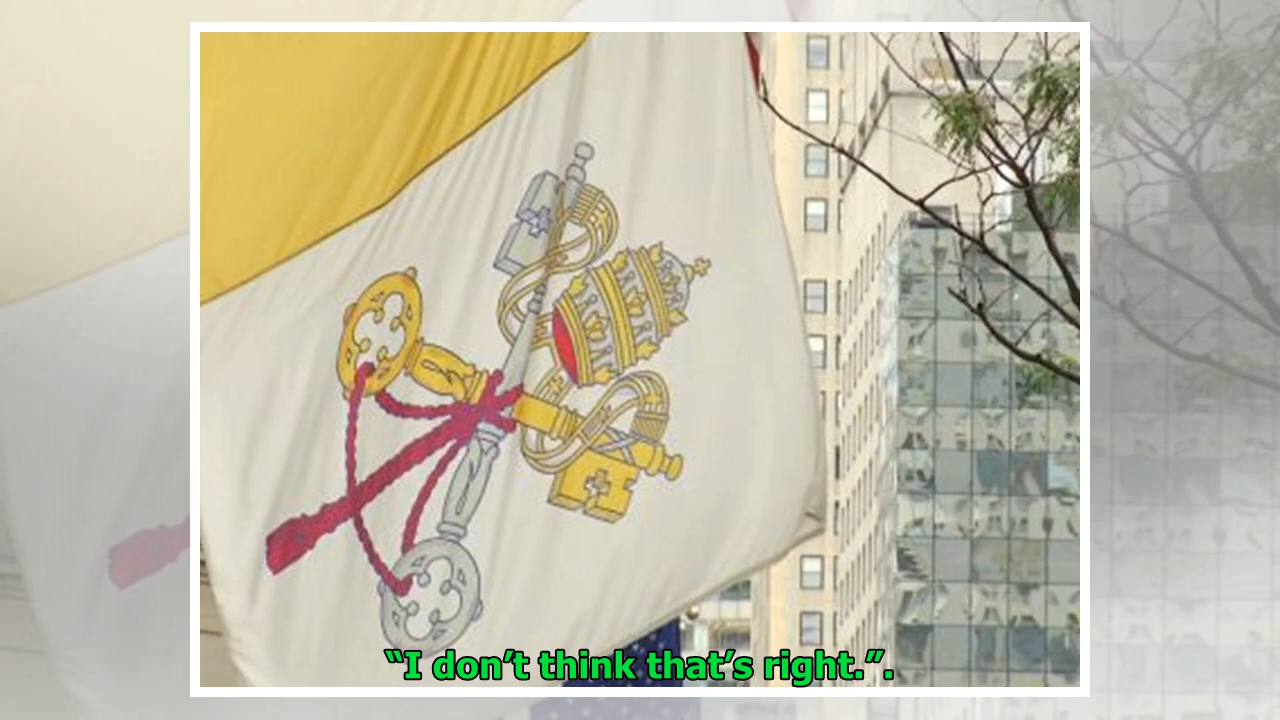 “I don’t think that’s right.”.